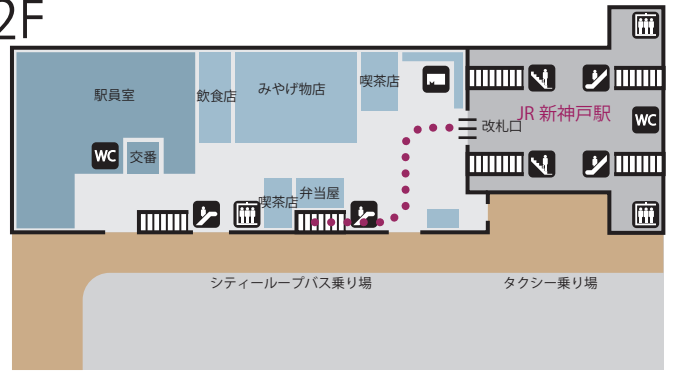 2F
駅員室
飲食店
みやげ物店
喫茶店
JR 新神戸駅
改札口
WC
WC
交番
喫茶店
弁当屋
シティーループバス乗り場
タクシー乗り場